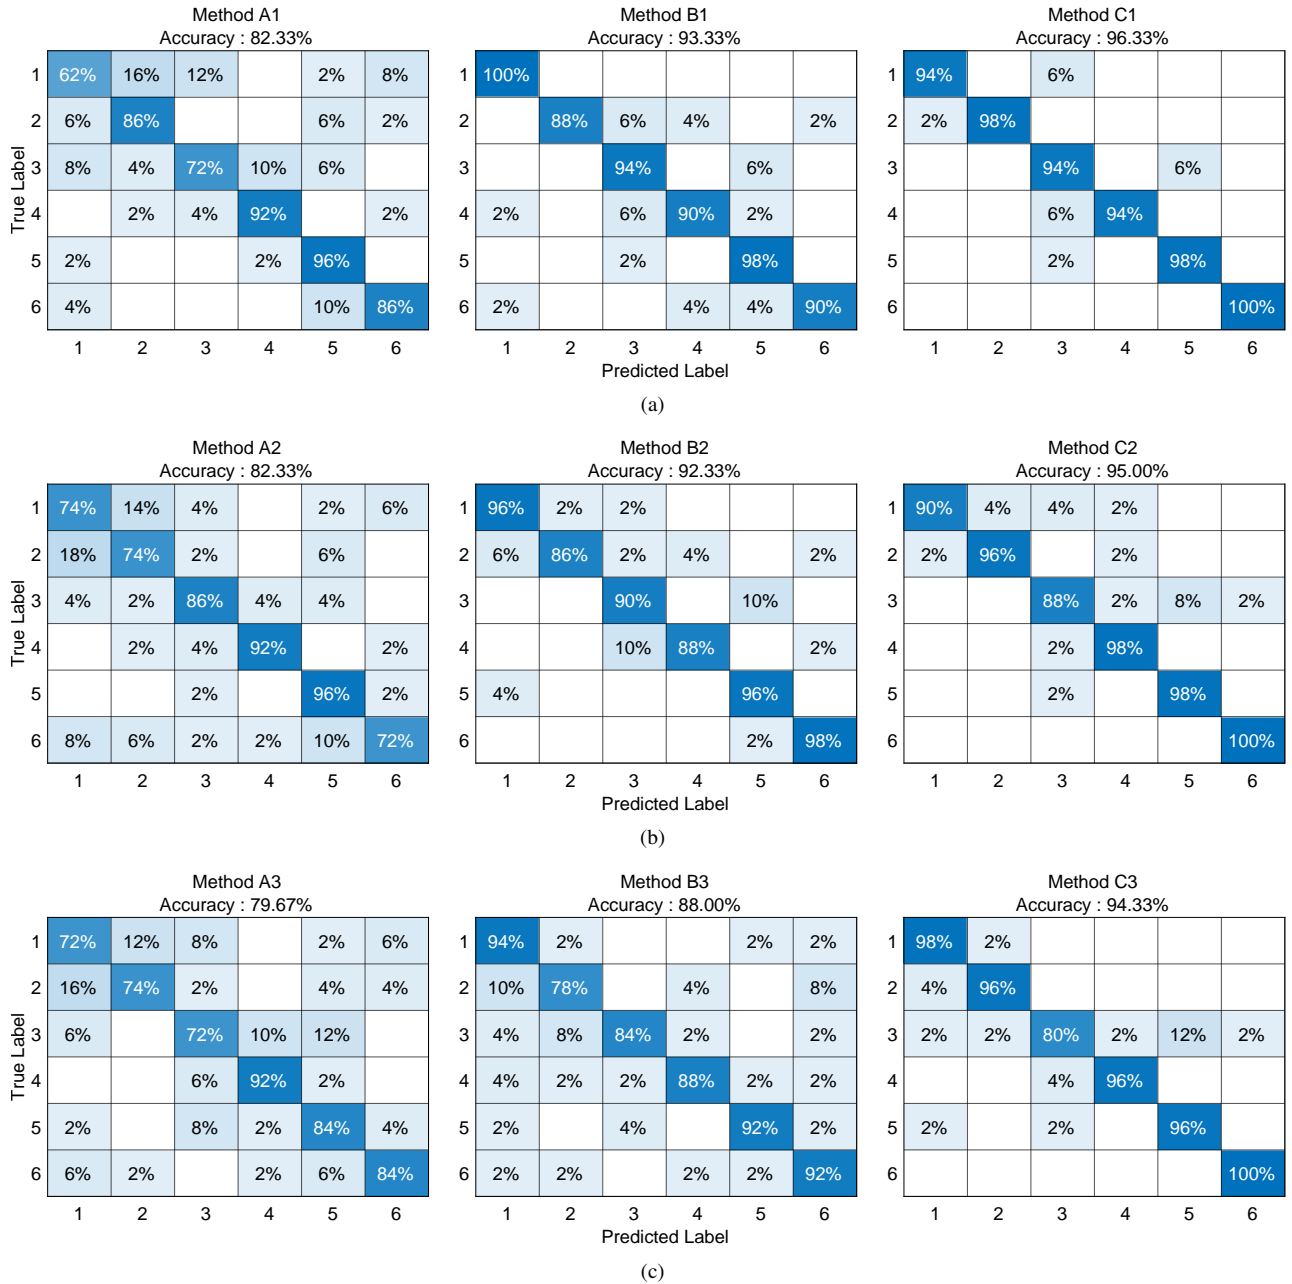 Method A1
Accuracy : 82.33%
Method B1
Accuracy : 93.33%
Method C1
Accuracy : 96.33%
True Label
1 62% 16% 12% 2% 8%
2 6% 86% 6% 2%
3 8% 4% 72% 10% 6%
4 2% 4% 92% 2%
5 2% 2% 96%
6 4% 10% 86%
1 2 3 4 5 6
1 100%
2 88% 6% 4% 2%
3 94% 6%
4 2% 6% 90% 2%
5 2% 98%
6 2% 4% 4% 90%
1 2 3 4 5 6
1 94% 6%
2 2% 98%
3 94% 6%
4 6% 94%
5 2% 98%
6 100%
1 2 3 4 5 6
Predicted Label
(a)
Method A2
Accuracy : 82.33%
Method B2
Accuracy : 92.33%
Method C2
Accuracy : 95.00%
True Label
1 74% 14% 4% 2% 6%
2 18% 74% 2% 6%
3 4% 2% 86% 4% 4%
4 2% 4% 92% 2%
5 2% 96% 2%
6 8% 6% 2% 2% 10% 72%
1 2 3 4 5 6
1 96% 2% 2%
2 6% 86% 2% 4% 2%
3 90% 10%
4 10% 88% 2%
5 4% 96%
6 2% 98%
1 2 3 4 5 6
1 90% 4% 4% 2%
2 2% 96% 2%
3 88% 2% 8% 2%
4 2% 98%
5 2% 98%
6 100%
1 2 3 4 5 6
Predicted Label
(b)
Method A3
Accuracy : 79.67%
Method B3
Accuracy : 88.00%
Method C3
Accuracy : 94.33%
True Label
1 72% 12% 8% 2% 6%
2 16% 74% 2% 4% 4%
3 6% 72% 10% 12%
4 6% 92% 2%
5 2% 8% 2% 84% 4%
6 6% 2% 2% 6% 84%
1 2 3 4 5 6
1 94% 2% 2% 2%
2 10% 78% 4% 8%
3 4% 8% 84% 2% 2%
4 4% 2% 2% 88% 2% 2%
5 2% 4% 92% 2%
6 2% 2% 2% 2% 92%
1 2 3 4 5 6
1 98% 2%
2 4% 96%
3 2% 2% 80% 2% 12% 2%
4 4% 96%
5 2% 2% 96%
6 100%
1 2 3 4 5 6
Predicted Label
(c)